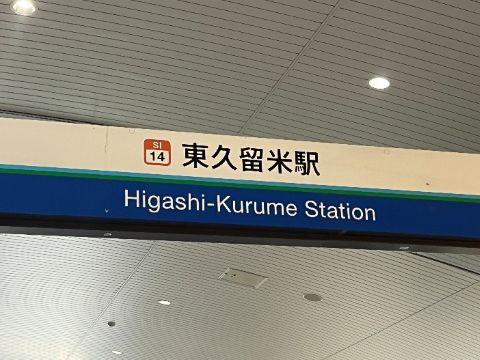 SI
14
東久留米駅
Higashi-Kurume Station